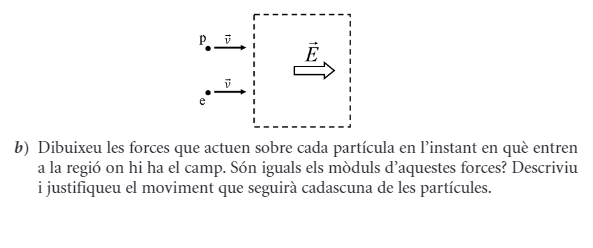 p
v⃗
E⃗
v⃗
e
b) Dibuixeu les forces que actuen sobre cada partícula en l’instant en què entren
a la regió on hi ha el camp. Són iguals els mòduls d’aquestes forces? Descriviu
i justifiqueu el moviment que seguirà cadascuna de les partícules.